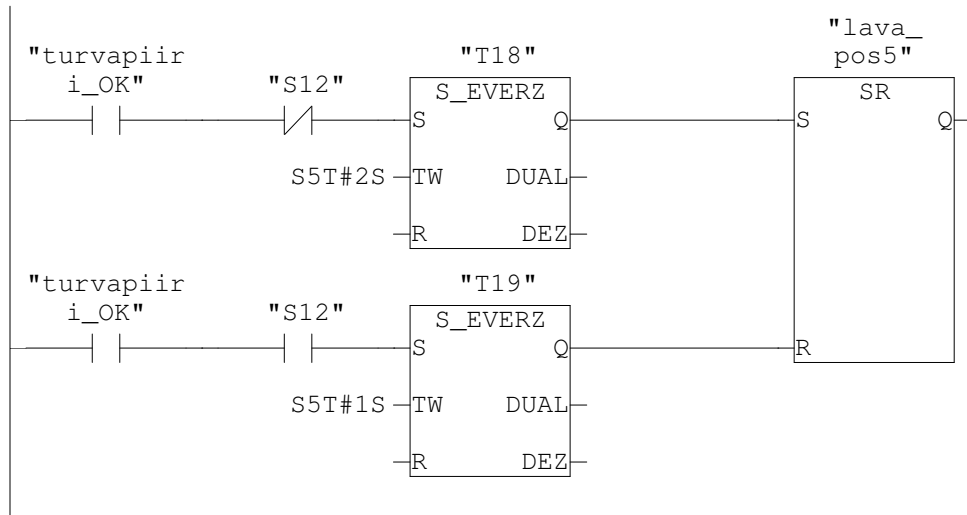 "lava_
pos5"
"turvapiir
i_OK"
"S12"
"T18"
S_EVERZ
SR
S
Q
S
Q
S5T#2S
TW
DUAL
R
DEZ
"turvapiir
i_OK"
"S12"
"T19"
S_EVERZ
S
Q
R
S5T#1S
TW
DUAL
R
DEZ